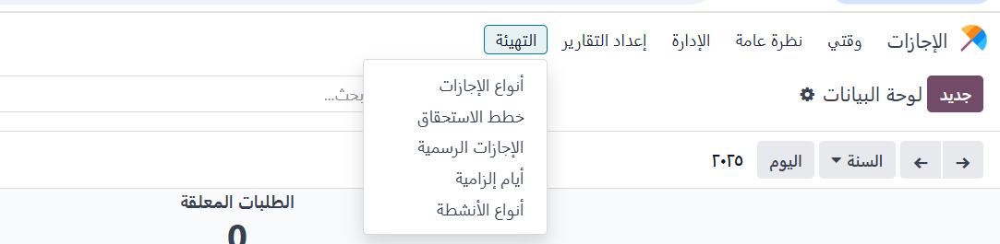 الإجازات وقتي نظرة عامة الإدارة إعداد التقارير التهيئة
أنواع الإجازات
خطط الاستحقاق
الإجازات الرسمية
أيام إلزامية
أنواع الأنشطة
جديد لوحة البيانات
بحث...
السنة اليوم ٢٠٢٥
الطلبات المعلقة
0